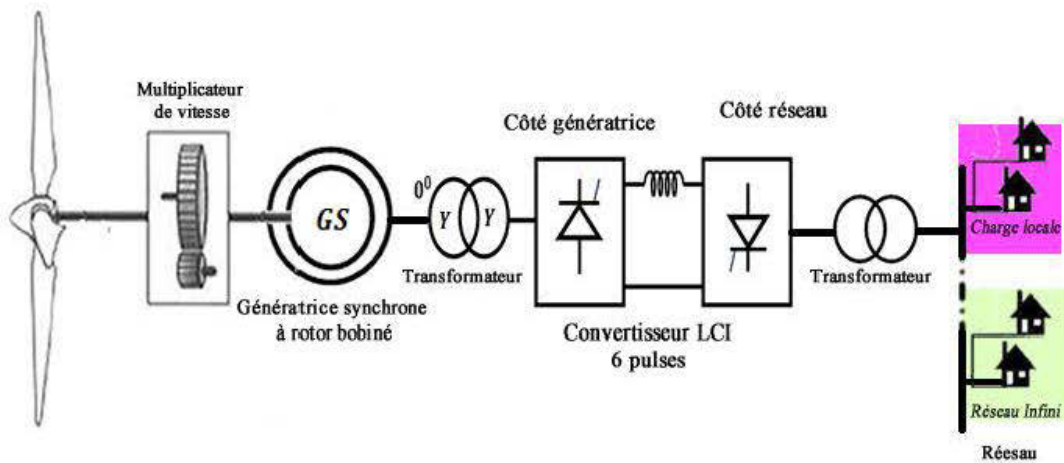 Multiplicateur
de vitesse
GS
Génératrice synchrone
à rotor bobiné
0⁰
Y Y
Transformateur
Côté génératrice
Côté réseau
Convertisseur LCI
6 pulses
Transformateur
Charge locale
Réseau Infini
Réesau